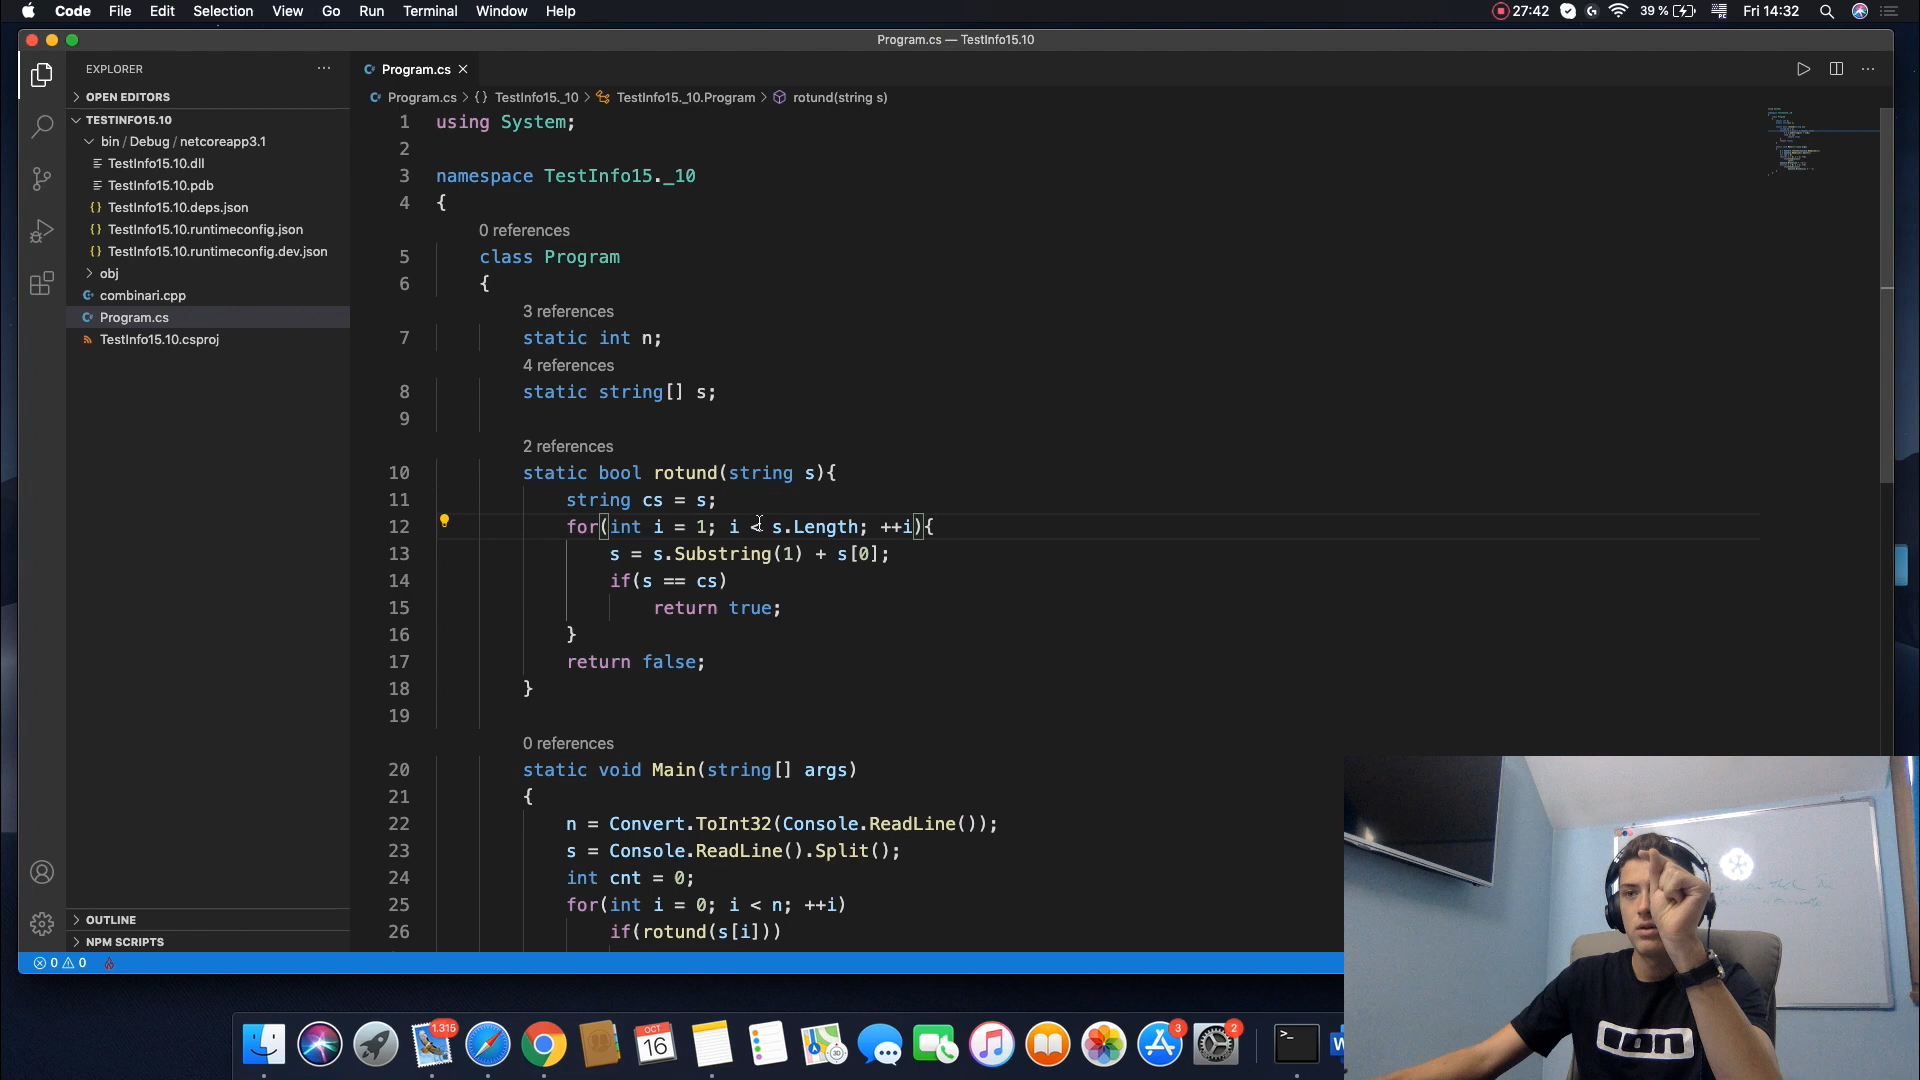 Code File Edit Selection View Go Run Terminal Window Help
27:42 39 % Fri 14:32
Program.cs — TestInfo15.10
EXPLORER
Program.cs
OPEN EDITORS
Program.cs > {} TestInfo15._10 > TestInfo15._10.Program > rotund(string s)
TESTINFO15.10
bin / Debug / netcoreapp3.1
TestInfo15.10.dll
TestInfo15.10.pdb
{} TestInfo15.10.deps.json
{} TestInfo15.10.runtimeconfig.json
{} TestInfo15.10.runtimeconfig.dev.json
obj
combinari.cpp
Program.cs
TestInfo15.10.csproj
OUTLINE
NPM SCRIPTS
0 0
1 using System;
2
3 namespace TestInfo15._10
4 {
0 references
5 class Program
6 {
3 references
7 static int n;
4 references
8 static string[] s;
9
2 references
10 static bool rotund(string s){
11 string cs = s;
12 for(int i = 1; i < s.Length; ++i){
13 s = s.Substring(1) + s[0];
14 if(s == cs)
15 return true;
16 }
17 return false;
18 }
19
0 references
20 static void Main(string[] args)
21 {
22 n = Convert.ToInt32(Console.ReadLine());
23 s = Console.ReadLine().Split();
24 int cnt = 0;
25 for(int i = 0; i < n; ++i)
26 if(rotund(s[i]))
1.315
OCT
16
3
2
>_
W
ion